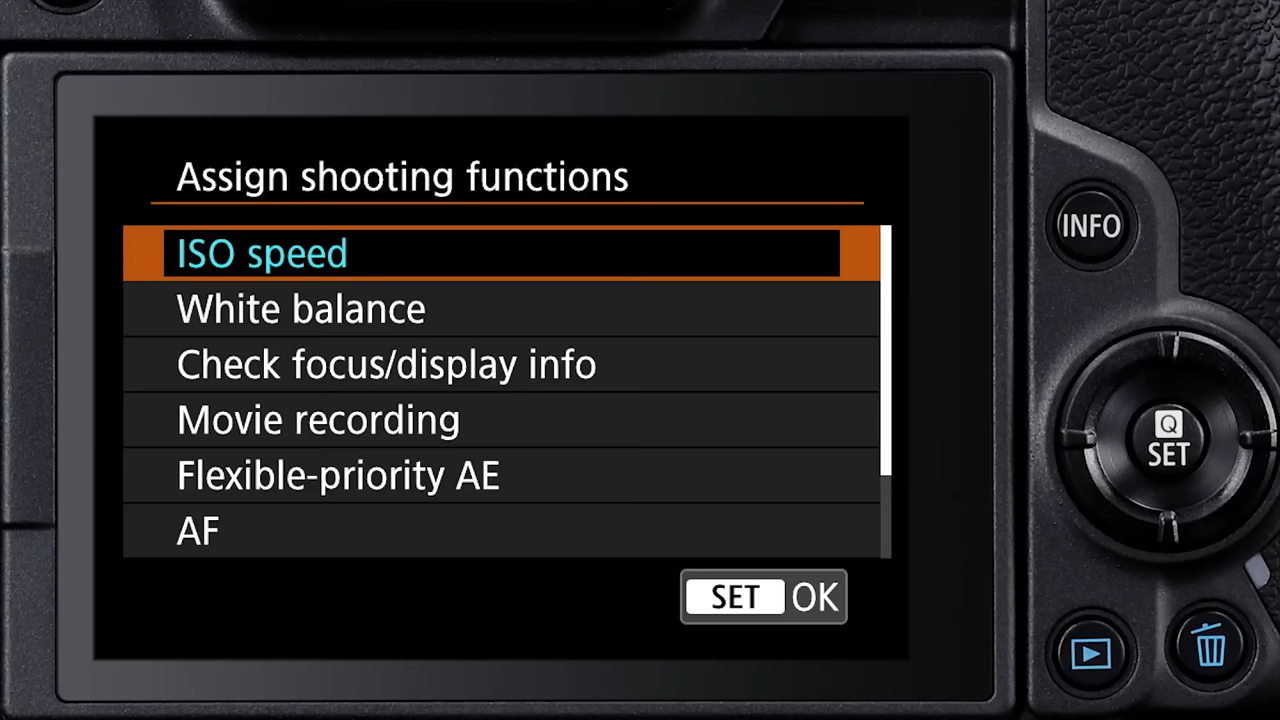 Assign shooting functions
ISO speed
White balance
Check focus/display info
Movie recording
Flexible-priority AE
AF
SET OK
INFO
Q
SET